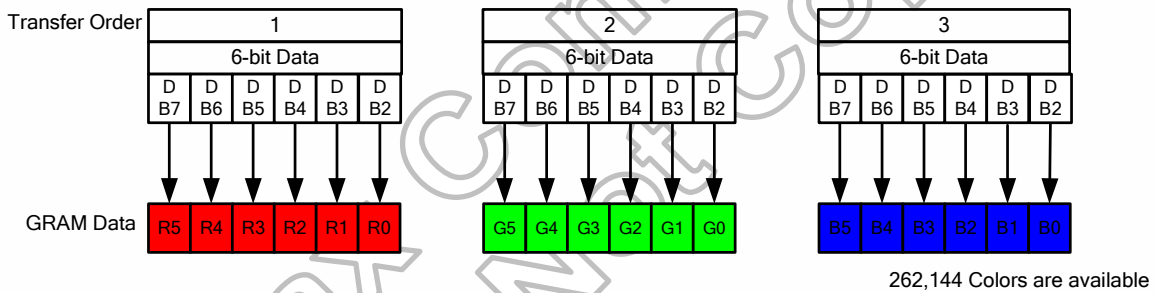 Transfer Order 1 2 3
6-bit Data 6-bit Data 6-bit Data
D D D D D D D D D D D D D D D D D D
B7 B6 B5 B4 B3 B2 B7 B6 B5 B4 B3 B2 B7 B6 B5 B4 B3 B2
GRAM Data R5 R4 R3 R2 R1 R0 G5 G4 G3 G2 G1 G0 B5 B4 B3 B2 B1 B0
262,144 Colors are available